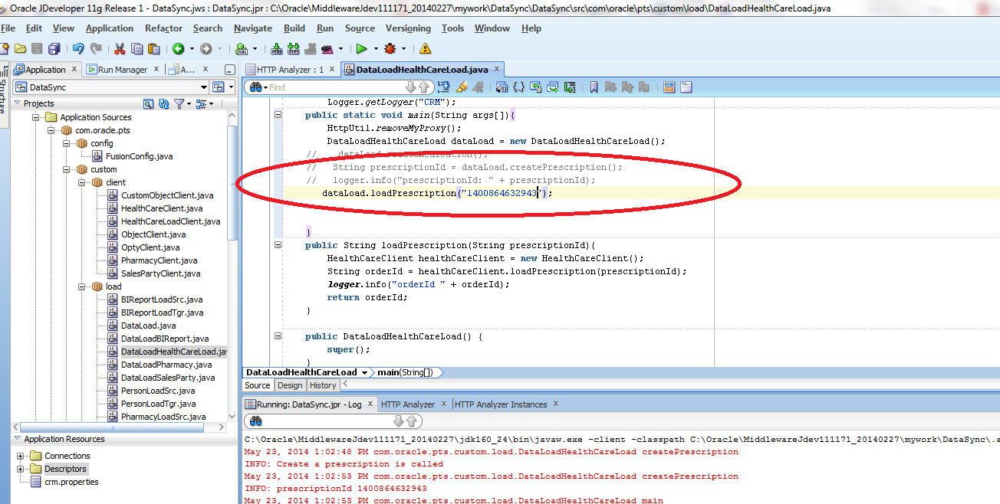 Oracle JDeveloper 11g Release 1 - DataSync.jws : DataSync.jpr : C:\Oracle\MiddlewareJdev111171_20140227\mywork\DataSync\DataSync\src\com\oracle\pts\custom\load\DataLoadHealthCareLoad.java
File Edit View Application Refactor Search Navigate Build Run Source Versioning Tools Window Help
Application x Run Manager x A... x
HTTP Analyzer : 1 x DataLoadHealthCareLoad.java x
Structure
DataSync
Find
Projects
Application Sources
com.oracle.pts
config
FusionConfig.java
custom
client
CustomObjectClient.java
HealthCareClient.java
HealthCareLoadClient.java
ObjectClient.java
OptyClient.java
PharmacyClient.java
SalesPartyClient.java
load
BIReportLoadSrc.java
BIReportLoadTgr.java
DataLoad.java
DataLoadBIReport.java
DataLoadHealthCareLoad.jav
DataLoadPharmacy.java
DataLoadSalesParty.java
PersonLoadSrc.java
PersonLoadTgr.java
PharmacyLoadSrc.java
Application Resources
Connections
Descriptors
crm.properties
Logger.getLogger("CRM");
public static void main(String args[]){
HttpUtil.removeMyProxy();
DataLoadHealthCareLoad dataLoad = new DataLoadHealthCareLoad();
//
// String prescriptionId = dataLoad.createPrescription();
// logger.info("prescriptionId: " + prescriptionId);
dataLoad.loadPrescription("1400864632943");
}
public String loadPrescription(String prescriptionId){
HealthCareClient healthCareClient = new HealthCareClient();
String orderId = healthCareClient.loadPrescription(prescriptionId);
logger.info("orderId " + orderId);
return orderId;
}
public DataLoadHealthCareLoad() {
super();
}
DataLoadHealthCareLoad main(String[])
Source Design History
Running: DataSync.jpr - Log x HTTP Analyzer x HTTP Analyzer Instances x
C:\Oracle\MiddlewareJdev111171_20140227\jdk160_24\bin\javaw.exe -client -classpath C:\Oracle\MiddlewareJdev111171_20140227\mywork\DataSync\.a
May 23, 2014 1:02:48 PM com.oracle.pts.custom.load.DataLoadHealthCareLoad createPrescription
INFO: Create a prescription is called
May 23, 2014 1:02:53 PM com.oracle.pts.custom.load.DataLoadHealthCareLoad createPrescription
INFO: prescriptionId 1400864632943
May 23, 2014 1:02:53 PM com.oracle.pts.custom.load.DataLoadHealthCareLoad main